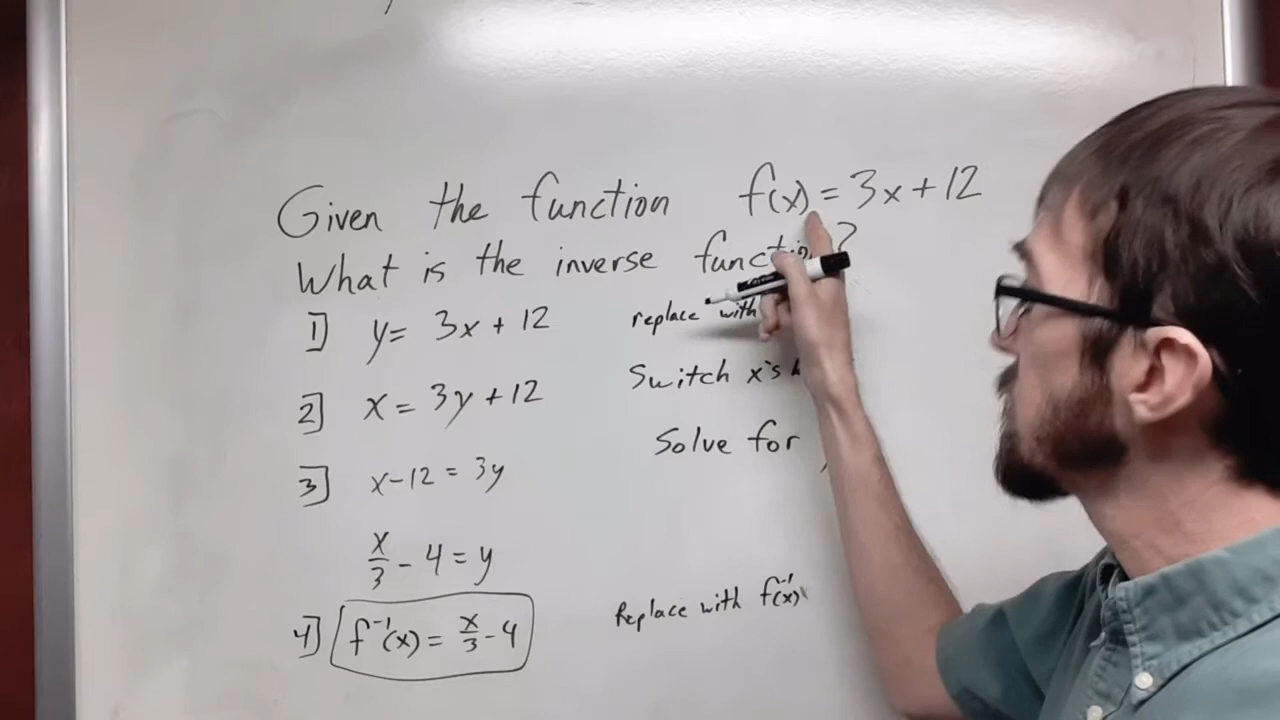 Given the function f(x) = 3x + 12
What is the inverse function?
1] y = 3x + 12 replace with
2] x = 3y + 12 Switch x's
3] x - 12 = 3y Solve for
x/3 - 4 = y
4] f⁻¹(x) = x/3 - 4 Replace with f⁻¹(x)